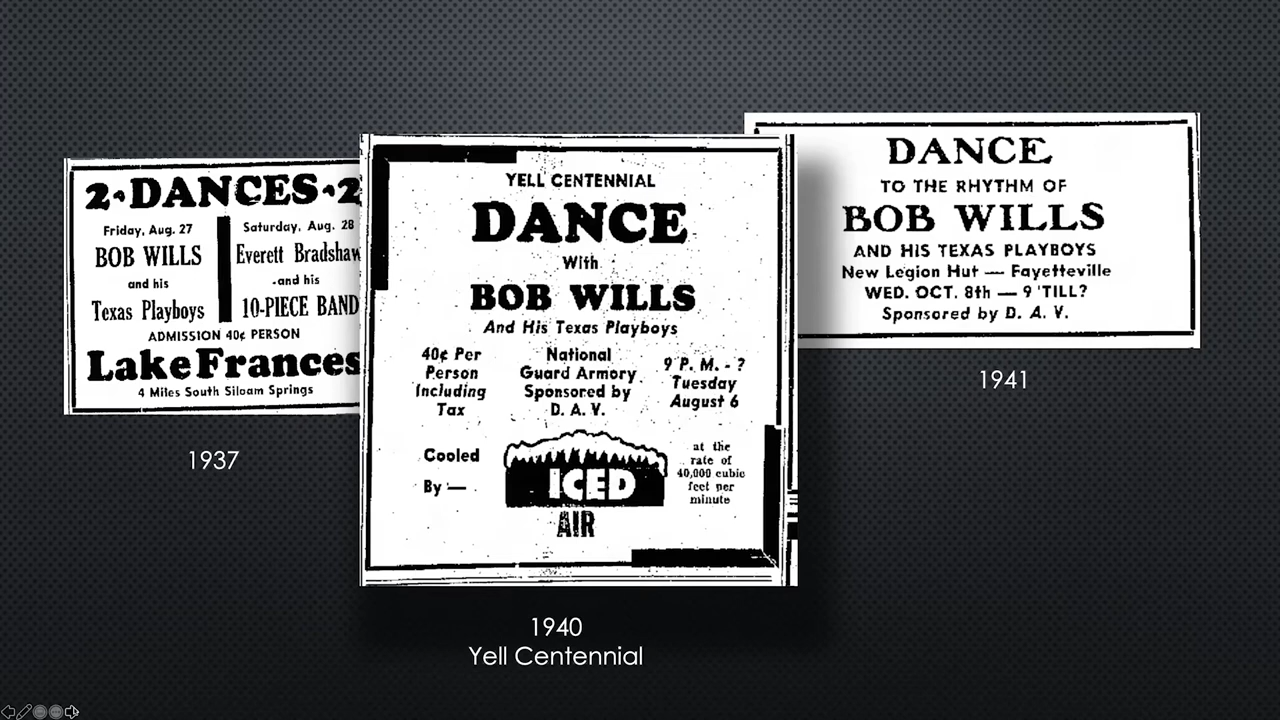 2 DANCES 2
Friday, Aug. 27
BOB WILLS
and his
Texas Playboys
Saturday, Aug. 28
Everett Bradshaw
-and his
10-PIECE BAND
ADMISSION 40¢ PERSON
Lake Frances
4 Miles South Siloam Springs
1937
YELL CENTENNIAL
DANCE
With
BOB WILLS
And His Texas Playboys
40¢ Per
Person
Including
Tax
National
Guard Armory
Sponsored by
D. A. V.
9 P. M. - ?
Tuesday
August 6
Cooled
By —
ICED
AIR
at the
rate of
40,000 cubic
feet per
minute
1940
Yell Centennial
DANCE
TO THE RHYTHM OF
BOB WILLS
AND HIS TEXAS PLAYBOYS
New Legion Hut — Fayetteville
WED. OCT. 8th — 9 'TILL?
Sponsored by D. A. V.
1941